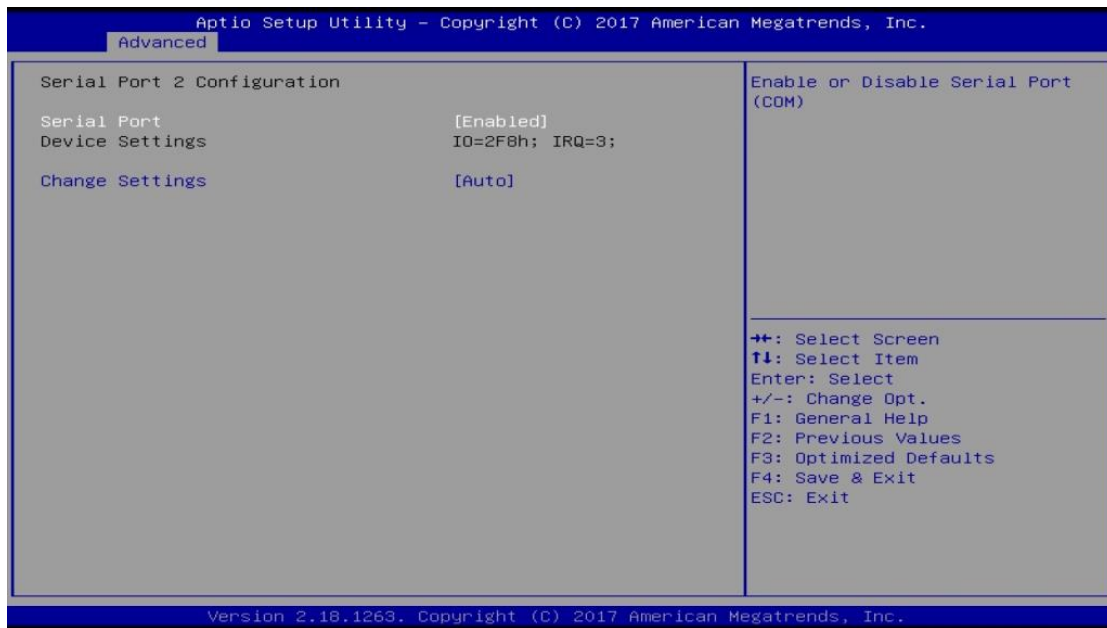 Aptio Setup Utility – Copyright (C) 2017 American Megatrends, Inc.
Advanced
Serial Port 2 Configuration
Serial Port [Enabled]
Device Settings IO=2F8h; IRQ=3;
Change Settings [Auto]
Enable or Disable Serial Port
(COM)
→←: Select Screen
↑↓: Select Item
Enter: Select
+/-: Change Opt.
F1: General Help
F2: Previous Values
F3: Optimized Defaults
F4: Save & Exit
ESC: Exit
Version 2.18.1263. Copyright (C) 2017 American Megatrends, Inc.